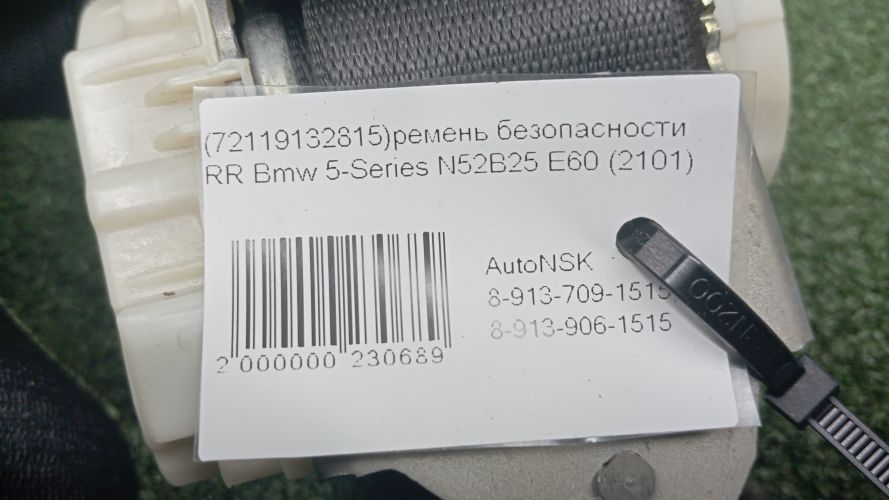 (72119132815)ремень безопасности
RR Bmw 5-Series N52B25 E60 (2101)
AutoNSK
8-913-709-1515,
8-913-906-1515
2 000000 230689